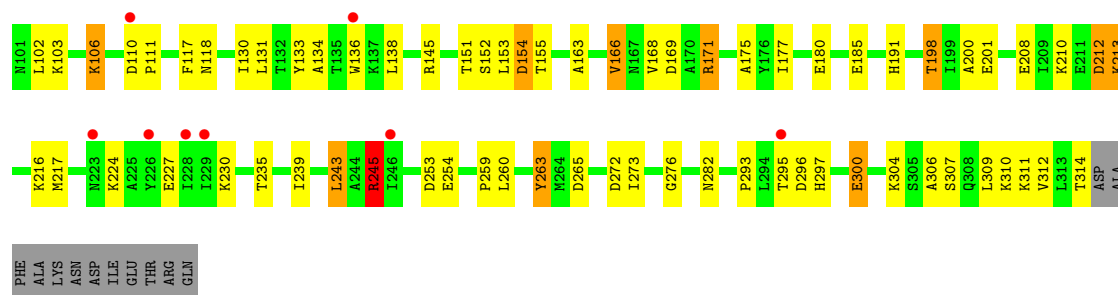 N101 L102 K103 K106 D110 P111 F117 N118 I130 L131 T132 Y133 A134 T135 W136 K137 L138 R145 T151 S152 L153 D154 T155 A163 V166 N167 V168 D169 A170 R171 A175 Y176 I177 E180 E185 H191 T198 I199 A200 E201 E208 I209 K210 E211 D212 K213
K216 M217 N223 K224 A225 Y226 E227 I228 I229 K230 T235 I239 L243 A244 R245 I246 D253 E254 P259 L260 Y263 M264 D265 D272 I273 G276 N282 P293 L294 T295 D296 H297 E300 K304 S305 A306 S307 Q308 L309 K310 K311 V312 L313 T314 ASP ALA
PHE ALA LYS ASN ASP ILE GLU THR ARG GLN